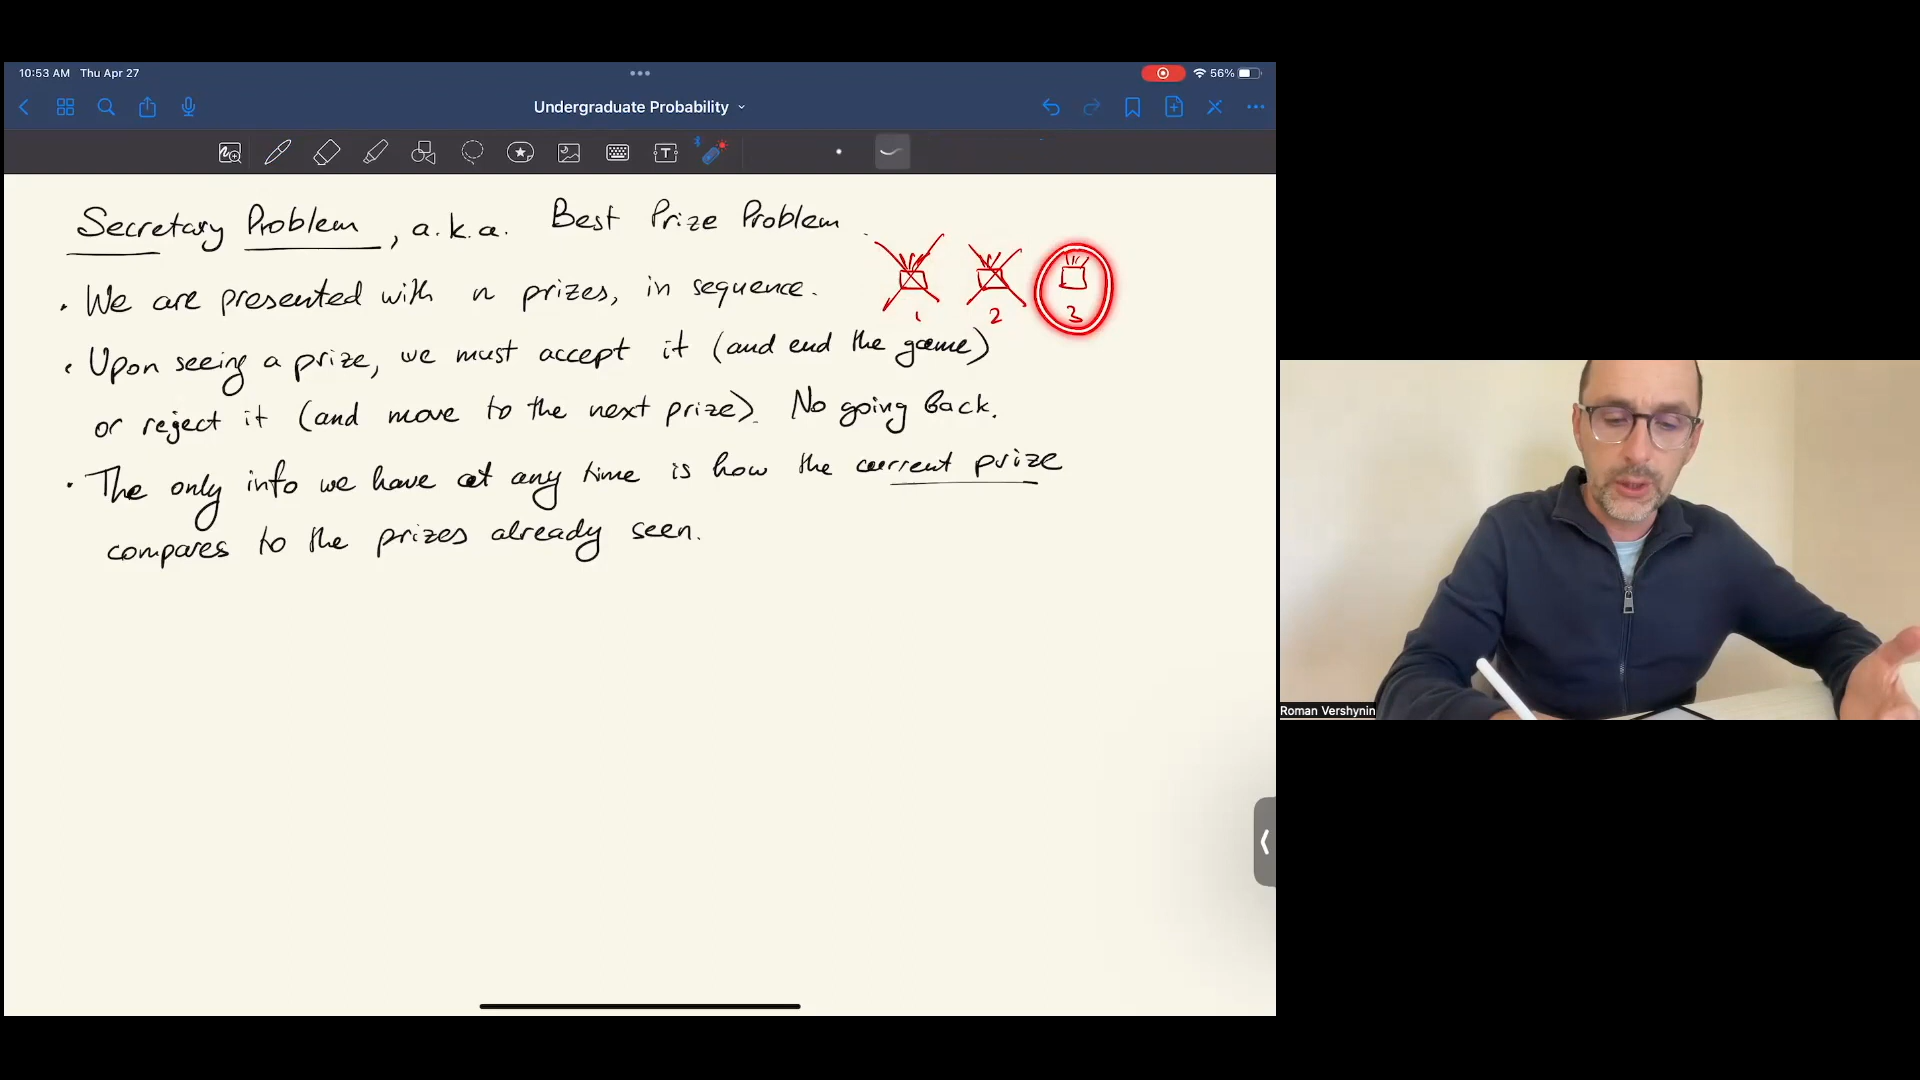 10:53 AM Thu Apr 27
56%
Undergraduate Probability
Secretary Problem, a.k.a. Best Prize Problem
. We are presented with n prizes, in sequence.
1 2 3
. Upon seeing a prize, we must accept it (and end the game)
or reject it (and move to the next prize). No going back.
. The only info we have at any time is how the current prize
compares to the prizes already seen.
Roman Vershynin